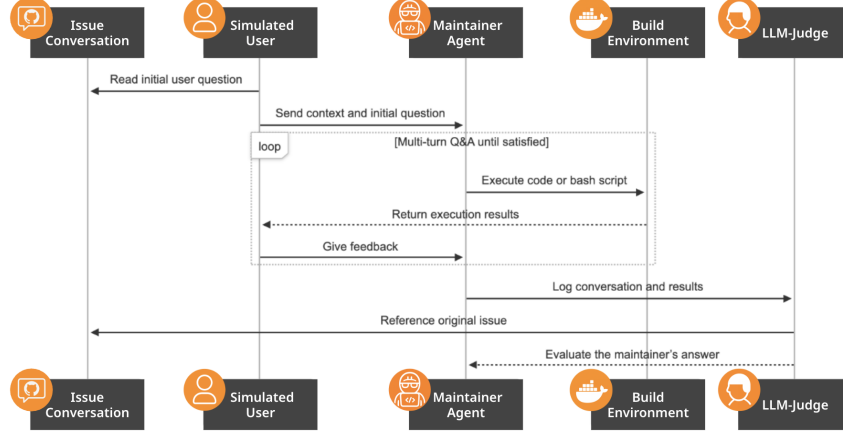 Issue
Conversation
Simulated
User
Maintainer
Agent
Build
Environment
LLM-Judge
Read initial user question
Send context and initial question
loop
[Multi-turn Q&A until satisfied]
Execute code or bash script
Return execution results
Give feedback
Log conversation and results
Reference original issue
Evaluate the maintainer's answer
Issue
Conversation
Simulated
User
Maintainer
Agent
Build
Environment
LLM-Judge